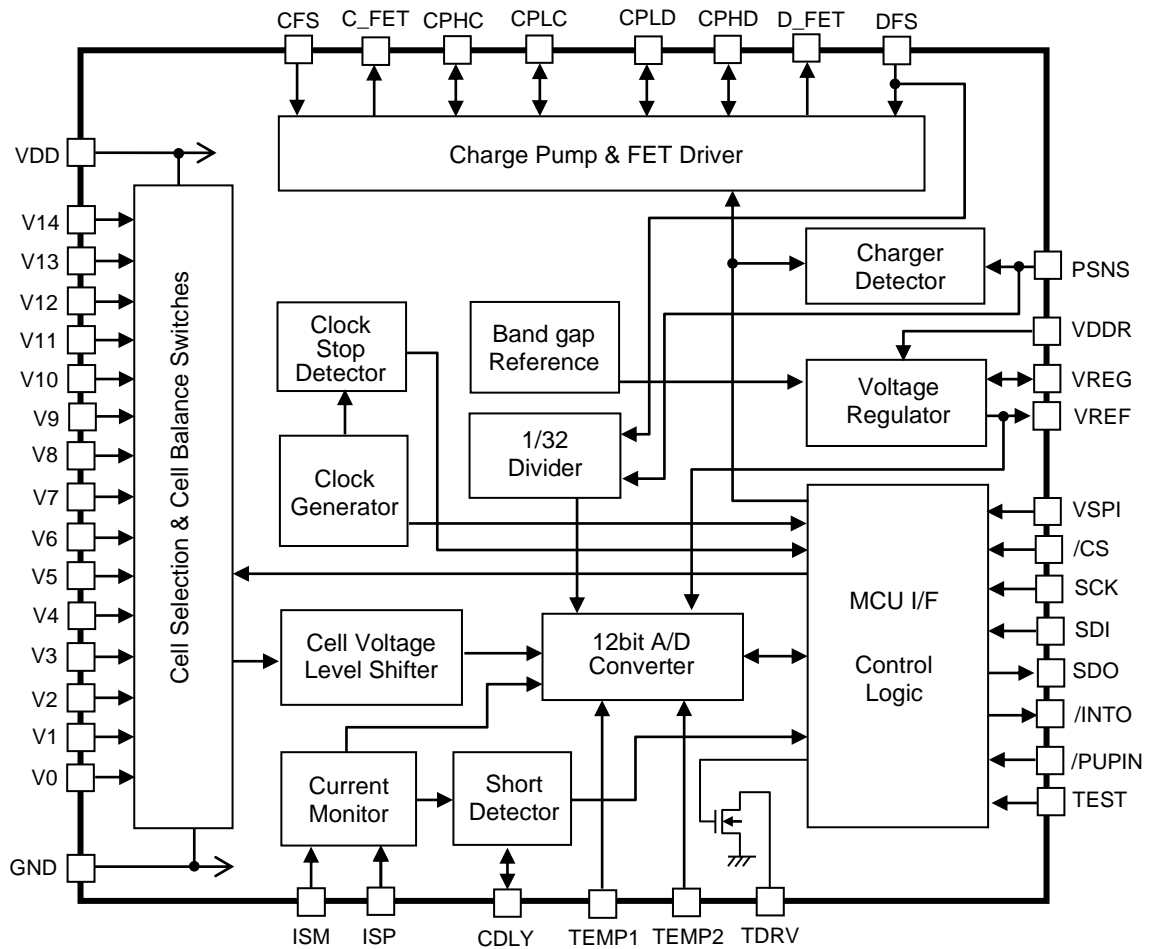 CFS
C_FET
CPHC
CPLC
CPLD
CPHD
D_FET
DFS
Charge Pump & FET Driver
VDD
V14
V13
V12
V11
V10
V9
V8
V7
V6
V5
V4
V3
V2
V1
V0
GND
Cell Selection & Cell Balance Switches
Clock
Stop
Detector
Clock
Generator
Band gap
Reference
1/32
Divider
Charger
Detector
Voltage
Regulator
Cell Voltage
Level Shifter
12bit A/D
Converter
Current
Monitor
Short
Detector
MCU I/F
Control
Logic
PSNS
VDDR
VREG
VREF
VSPI
/CS
SCK
SDI
SDO
/INTO
/PUPIN
TEST
ISM
ISP
CDLY
TEMP1
TEMP2
TDRV